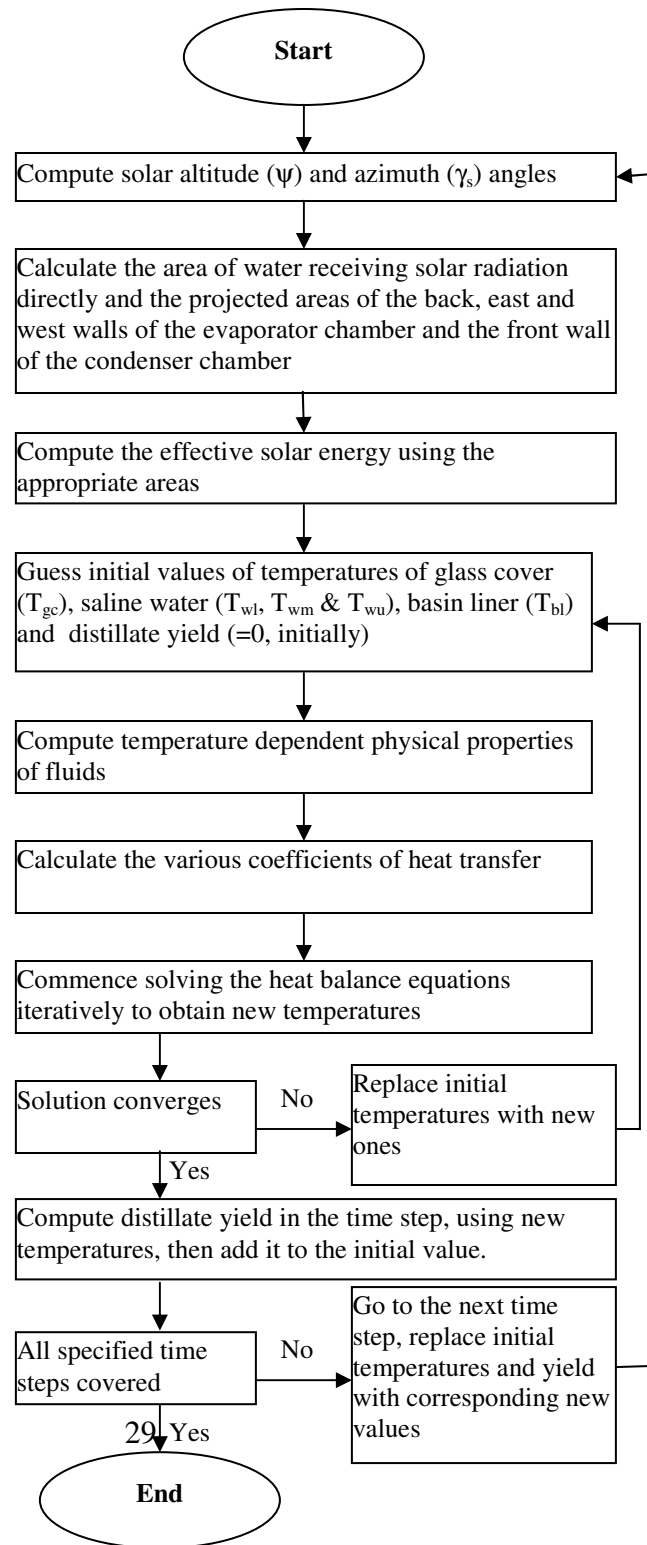 Start
Compute solar altitude (ψ) and azimuth (γs) angles
Calculate the area of water receiving solar radiation
directly and the projected areas of the back, east and
west walls of the evaporator chamber and the front wall
of the condenser chamber
Compute the effective solar energy using the
appropriate areas
Guess initial values of temperatures of glass cover
(Tgc), saline water (Twl, Twm & Twu), basin liner (Tbl)
and distillate yield (=0, initially)
Compute temperature dependent physical properties
of fluids
Calculate the various coefficients of heat transfer
Commence solving the heat balance equations
iteratively to obtain new temperatures
Solution converges
No
Replace initial
temperatures with new
ones
Yes
Compute distillate yield in the time step, using new
temperatures, then add it to the initial value.
All specified time
steps covered
No
Go to the next time
step, replace initial
temperatures and yield
with corresponding new
values
29
Yes
End